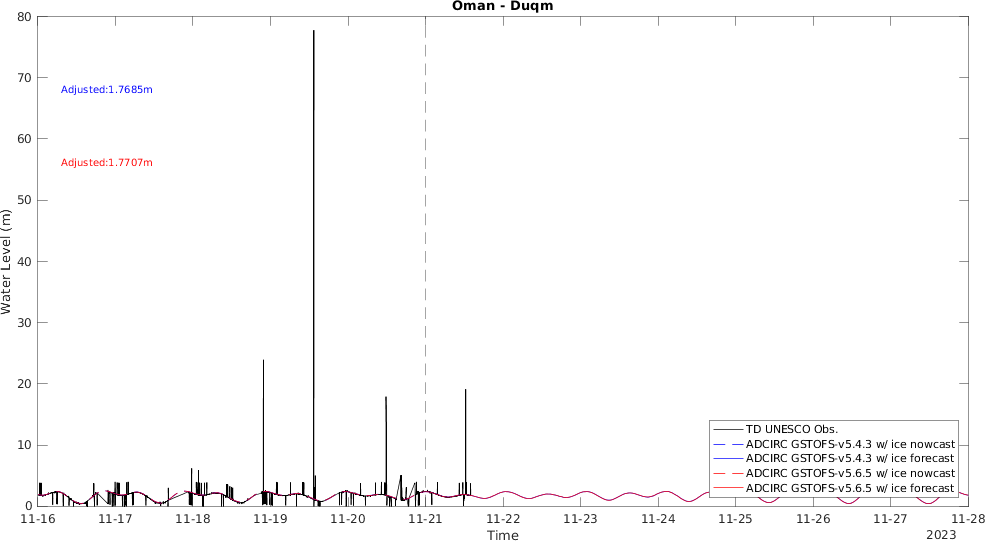 Oman - Duqm
80
70
60
50
40
30
20
10
0
Water Level (m)
Adjusted:1.7685m
Adjusted:1.7707m
TD UNESCO Obs.
ADCIRC GSTOFS-v5.4.3 w/ ice nowcast
ADCIRC GSTOFS-v5.4.3 w/ ice forecast
ADCIRC GSTOFS-v5.6.5 w/ ice nowcast
ADCIRC GSTOFS-v5.6.5 w/ ice forecast
11-16 11-17 11-18 11-19 11-20 11-21 11-22 11-23 11-24 11-25 11-26 11-27 11-28
Time
2023